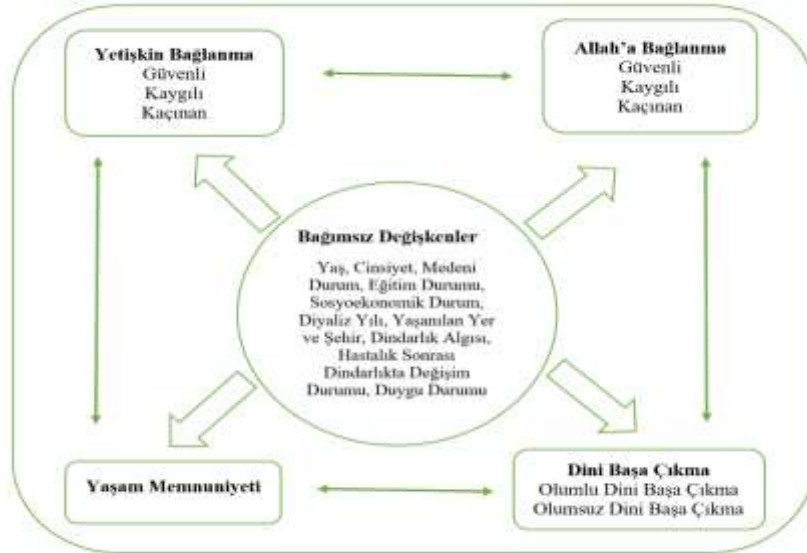 Yetişkin Bağlanma
Güvenli
Kaygılı
Kaçınan
Allah'a Bağlanma
Güvenli
Kaygılı
Kaçınan
Bağımsız Değişkenler
Yaş, Cinsiyet, Medeni
Durum, Eğitim Durumu,
Sosyoekonomik Durum,
Diyaliz Yılı, Yaşanılan Yer
ve Şehir, Dindarlık Algısı,
Hastalık Sonrası
Dindarlıkta Değişim
Durumu, Duygu Durumu
Yaşam Memnuniyeti
Dini Başa Çıkma
Olumlu Dini Başa Çıkma
Olumsuz Dini Başa Çıkma